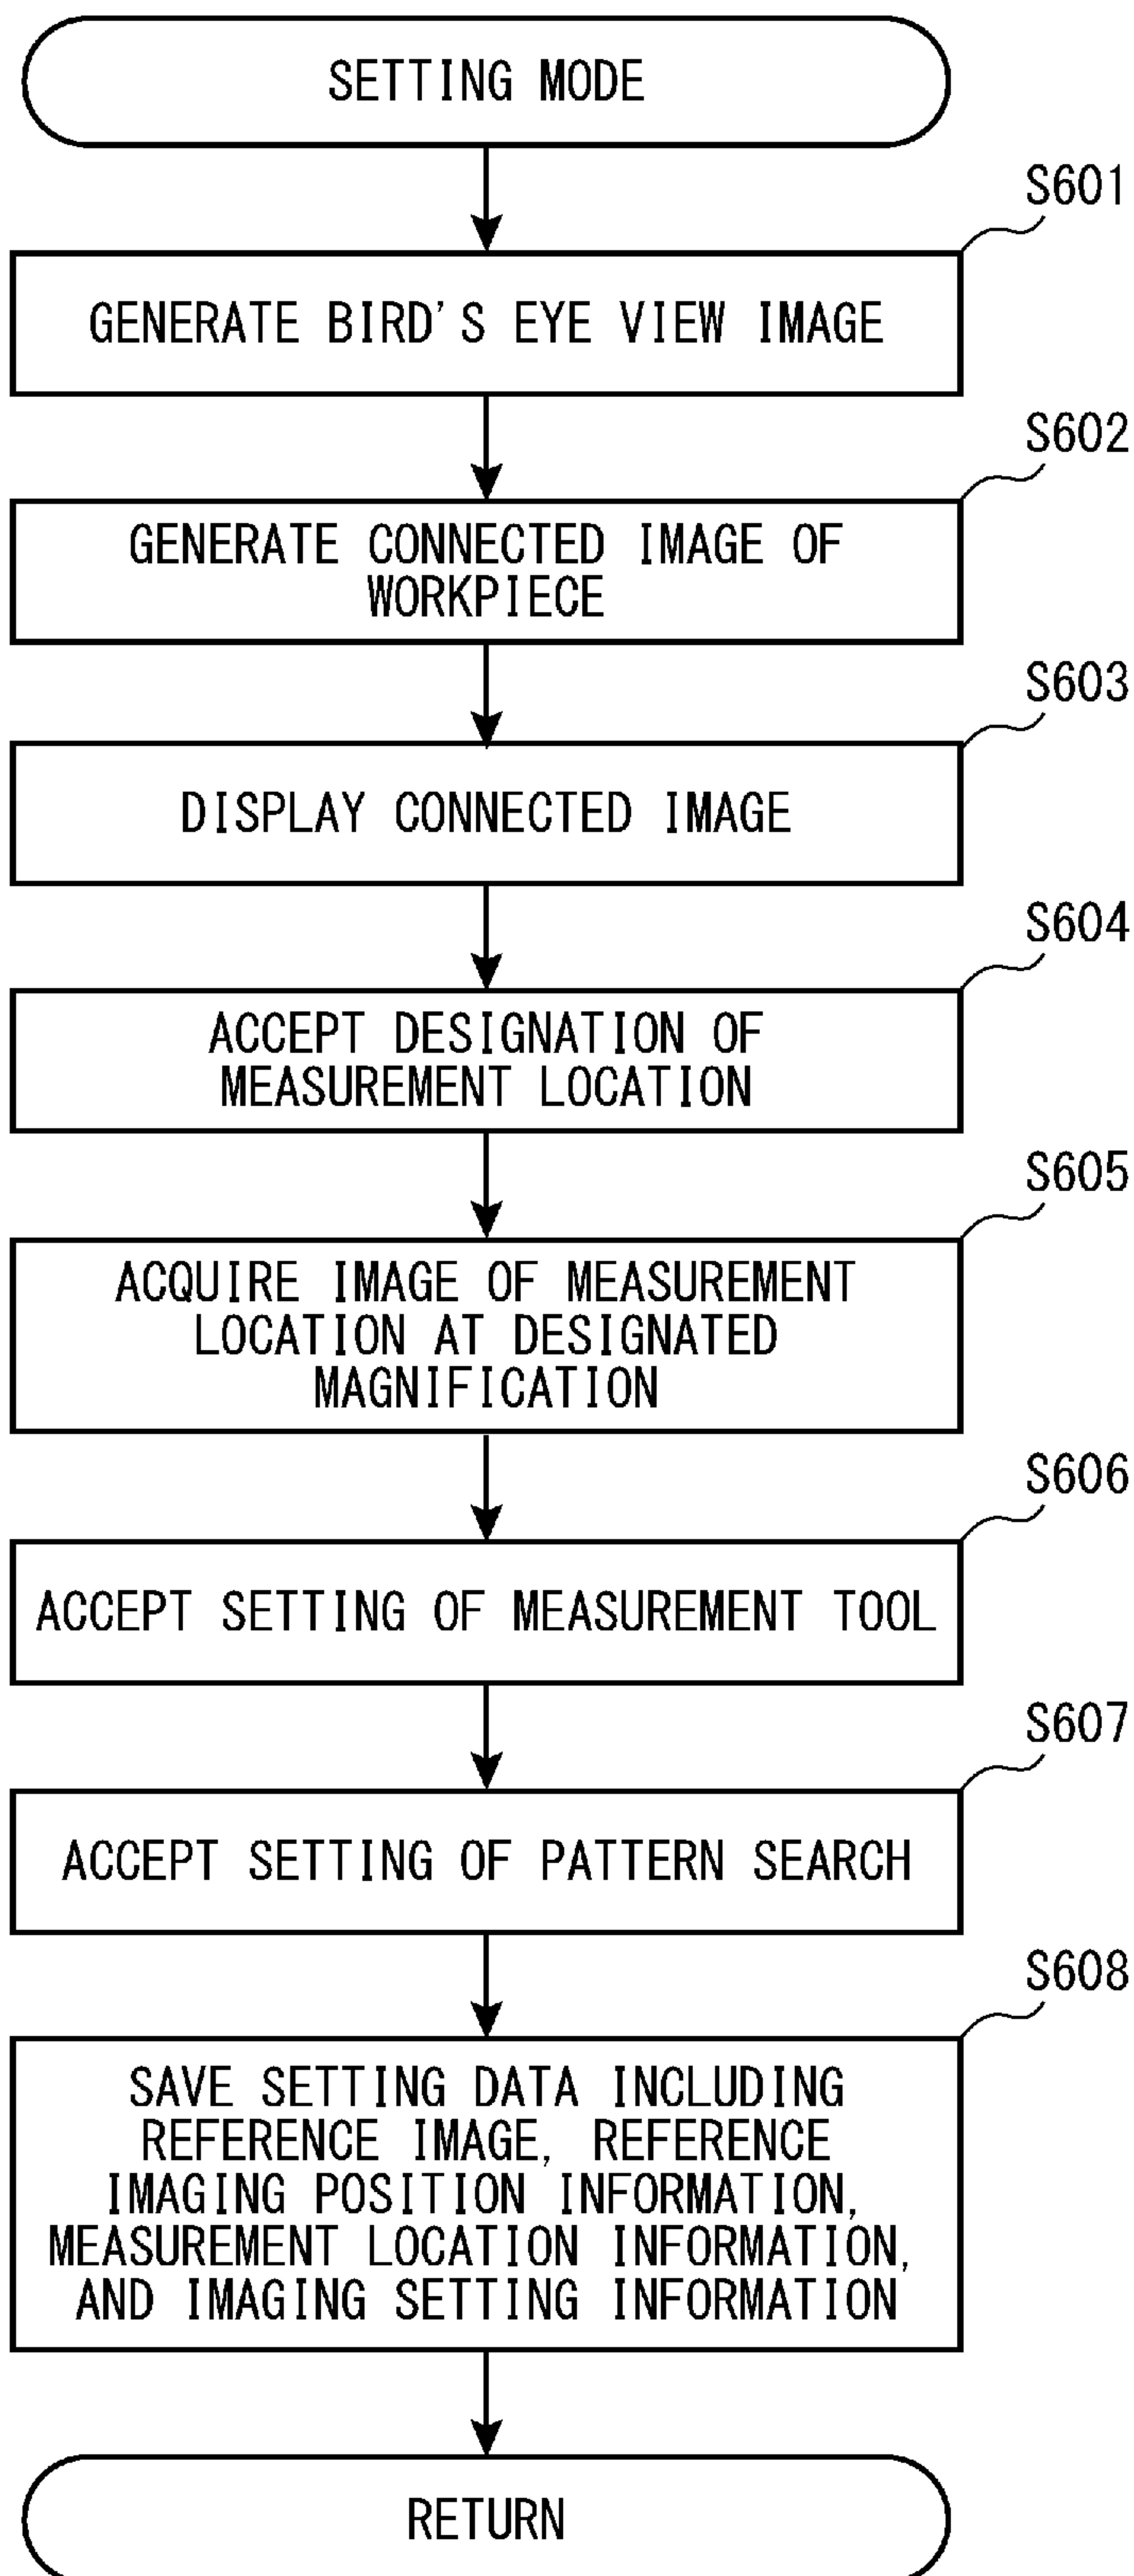 SETTING MODE
S601
GENERATE BIRD'S EYE VIEW IMAGE
S602
GENERATE CONNECTED IMAGE OF
WORKPIECE
S603
DISPLAY CONNECTED IMAGE
S604
ACCEPT DESIGNATION OF
MEASUREMENT LOCATION
S605
ACQUIRE IMAGE OF MEASUREMENT
LOCATION AT DESIGNATED
MAGNIFICATION
S606
ACCEPT SETTING OF MEASUREMENT TOOL
S607
ACCEPT SETTING OF PATTERN SEARCH
S608
SAVE SETTING DATA INCLUDING
REFERENCE IMAGE, REFERENCE
IMAGING POSITION INFORMATION,
MEASUREMENT LOCATION INFORMATION,
AND IMAGING SETTING INFORMATION
RETURN